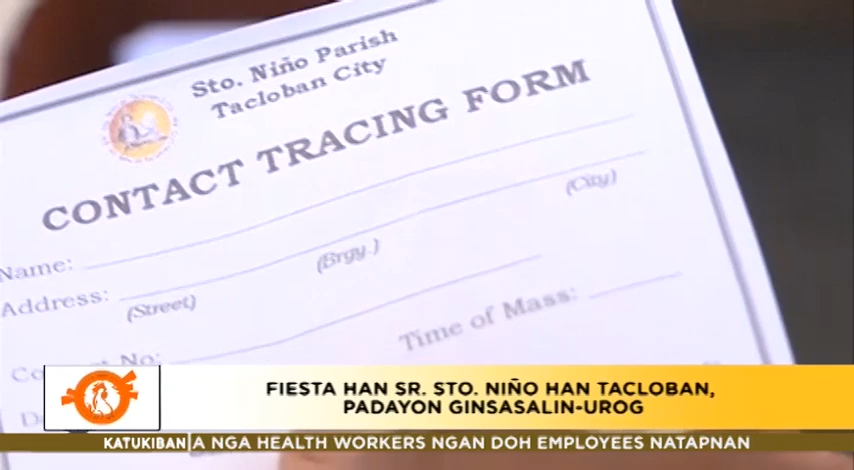 Sto. Niño Parish
Tacloban City
CONTACT TRACING FORM
Name:
(City)
(Brgy.)
Address:
(Street)
Time of Mass:
No:
FIESTA HAN SR. STO. NIÑO HAN TACLOBAN,
PADAYON GINSASALIN-UROG
KATUKIBAN A NGA HEALTH WORKERS NGAN DOH EMPLOYEES NATAPNAN